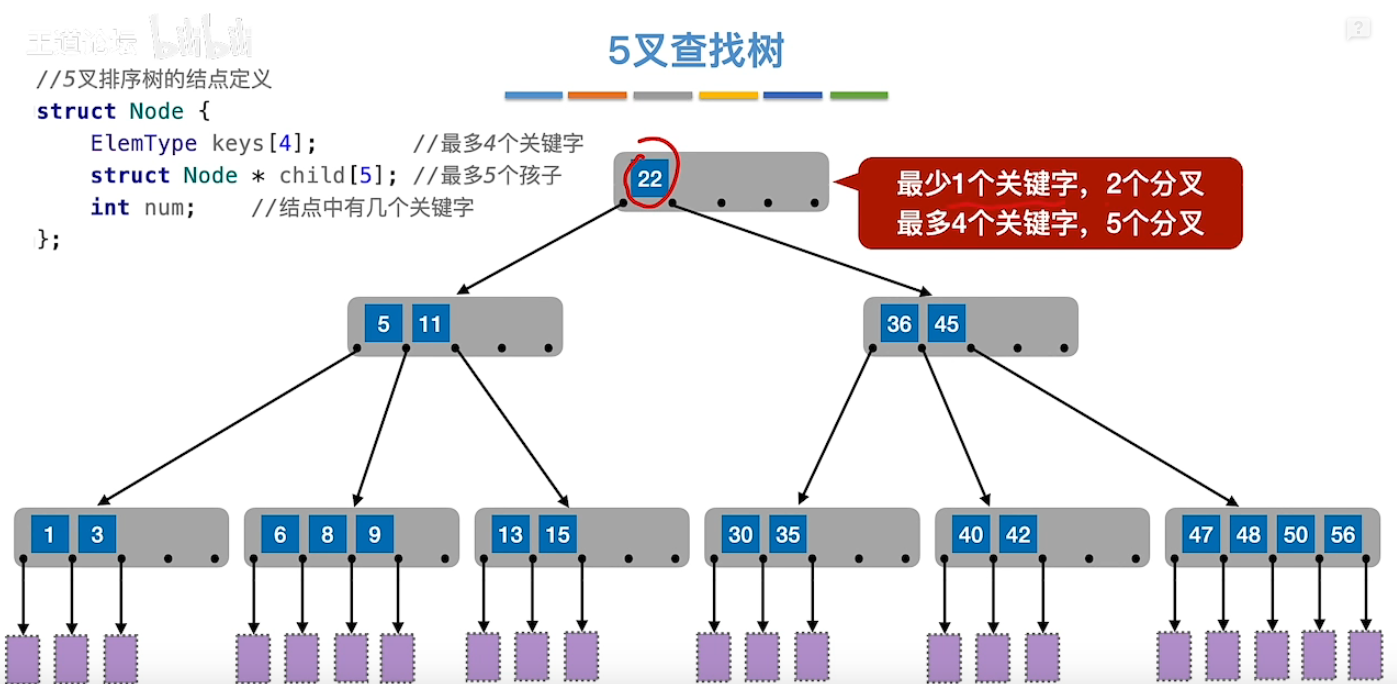 王道论坛 bilibili
5叉查找树
//5叉排序树的结点定义
struct Node {
ElemType keys[4]; //最多4个关键字
struct Node * child[5]; //最多5个孩子
int num; //结点中有几个关键字
};
22
最少1个关键字，2个分叉
最多4个关键字，5个分叉
5 11
36 45
1 3
6 8 9
13 15
30 35
40 42
47 48 50 56
?